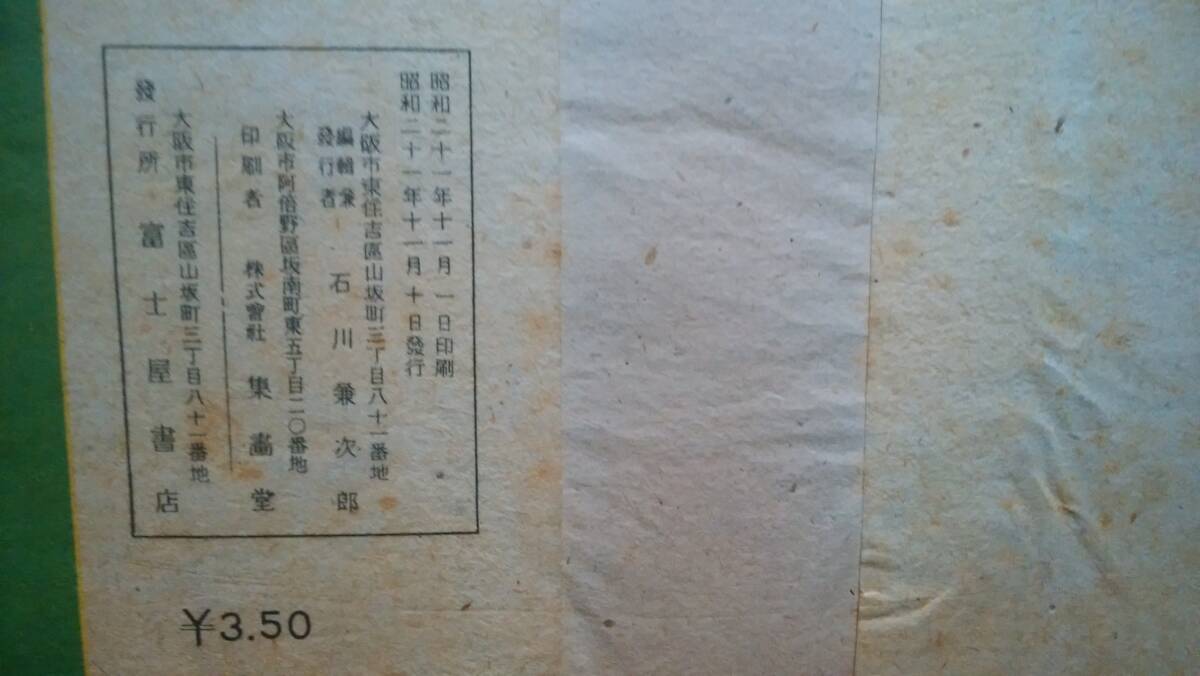 昭和二十一年十一月一日印刷
昭和二十一年十一月十日發行
大阪市東住吉區山坂町三丁目八十一番地
編輯兼發行者 石川兼次郎
大阪市阿倍野區坂南町東五丁目二〇番地
印刷者 株式會社 集畵堂
大阪市東住吉區山坂町三丁目八十一番地
發行所 富士屋書店
¥3.50